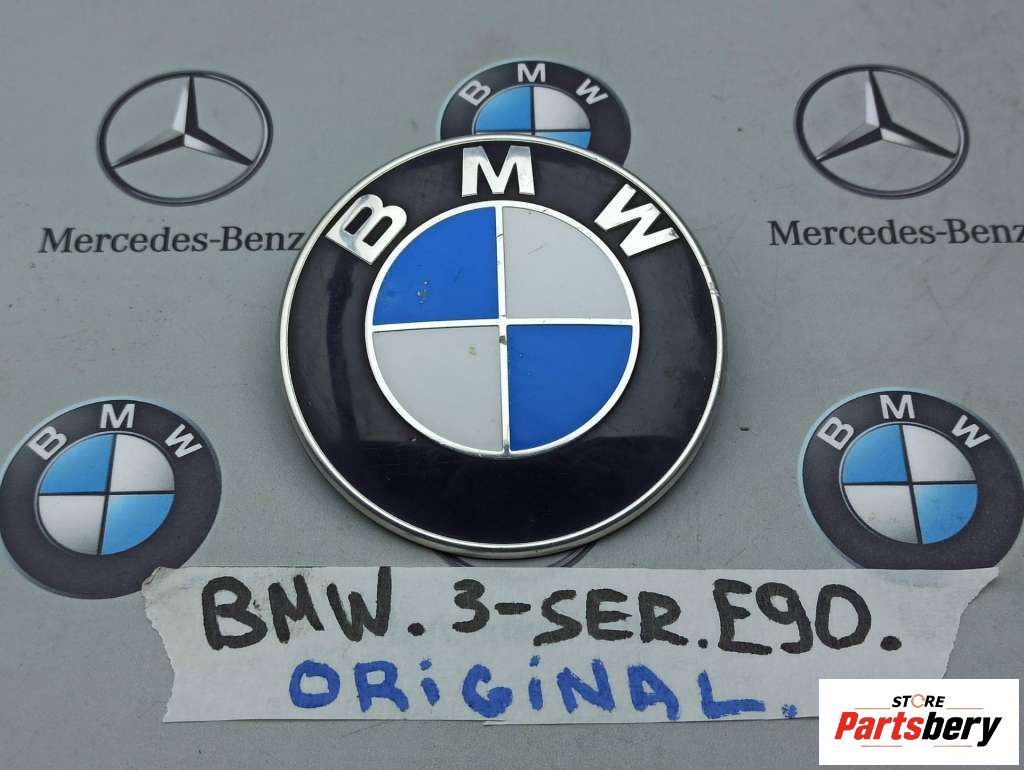 BMW
BMW
Mercedes-Benz
Mercedes-Benz
BMW
BMW
BMW. 3-SER. E90.
ORiGiNAL.
STORE
Partsbery